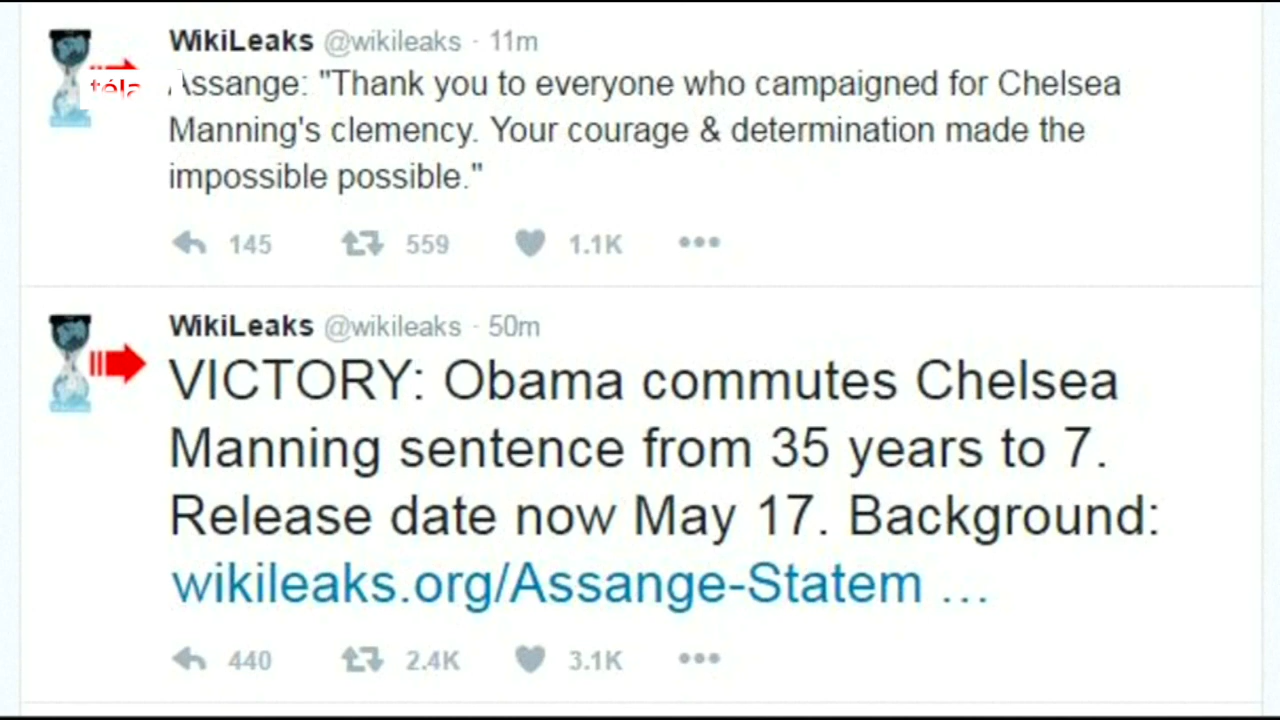 WikiLeaks @wikileaks · 11m
Assange: "Thank you to everyone who campaigned for Chelsea
Manning's clemency. Your courage & determination made the
impossible possible."
145 559 1.1K •••
WikiLeaks @wikileaks · 50m
VICTORY: Obama commutes Chelsea
Manning sentence from 35 years to 7.
Release date now May 17. Background:
wikileaks.org/Assange-Statem ...
440 2.4K 3.1K •••